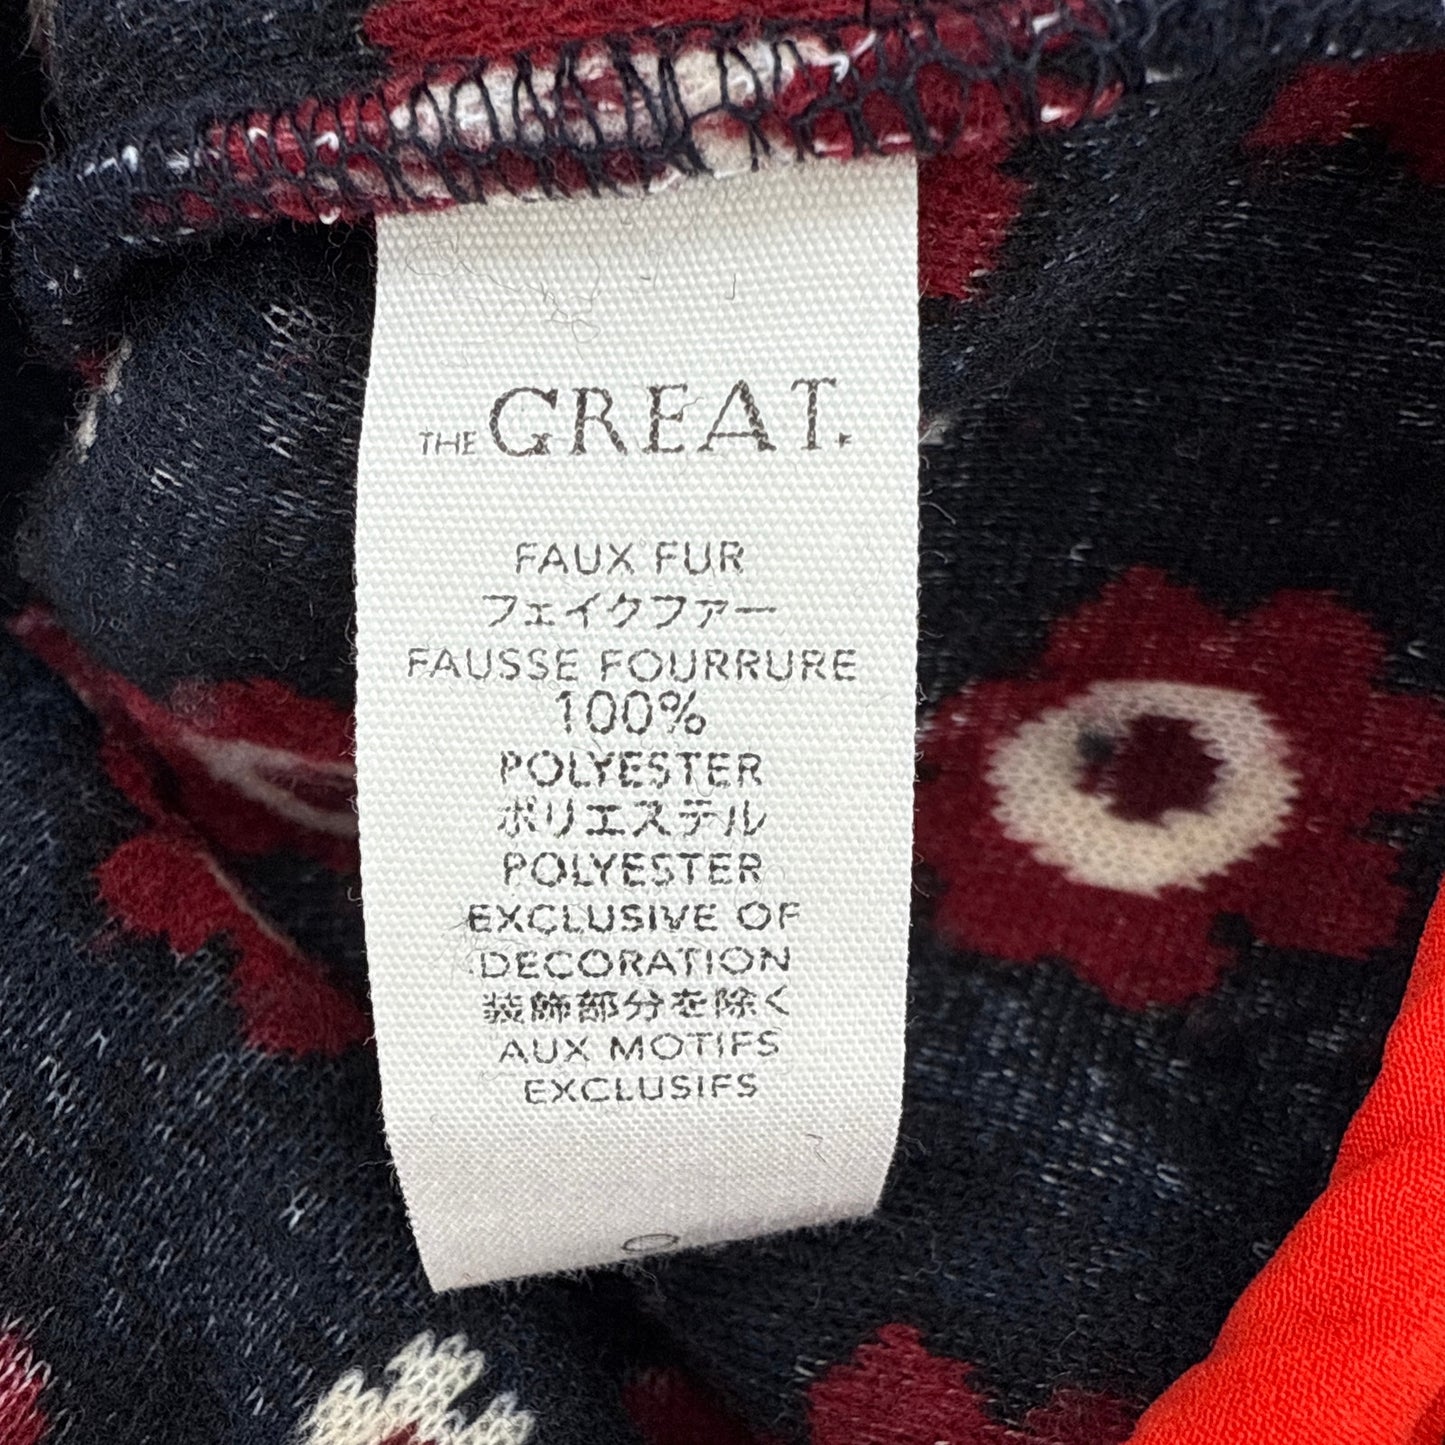 THE GREAT.
FAUX FUR
フェイクファー
FAUSSE FOURRURE
100%
POLYESTER
ポリエステル
POLYESTER
EXCLUSIVE OF
DECORATION
装飾部分を除く
AUX MOTIFS
EXCLUSIFS